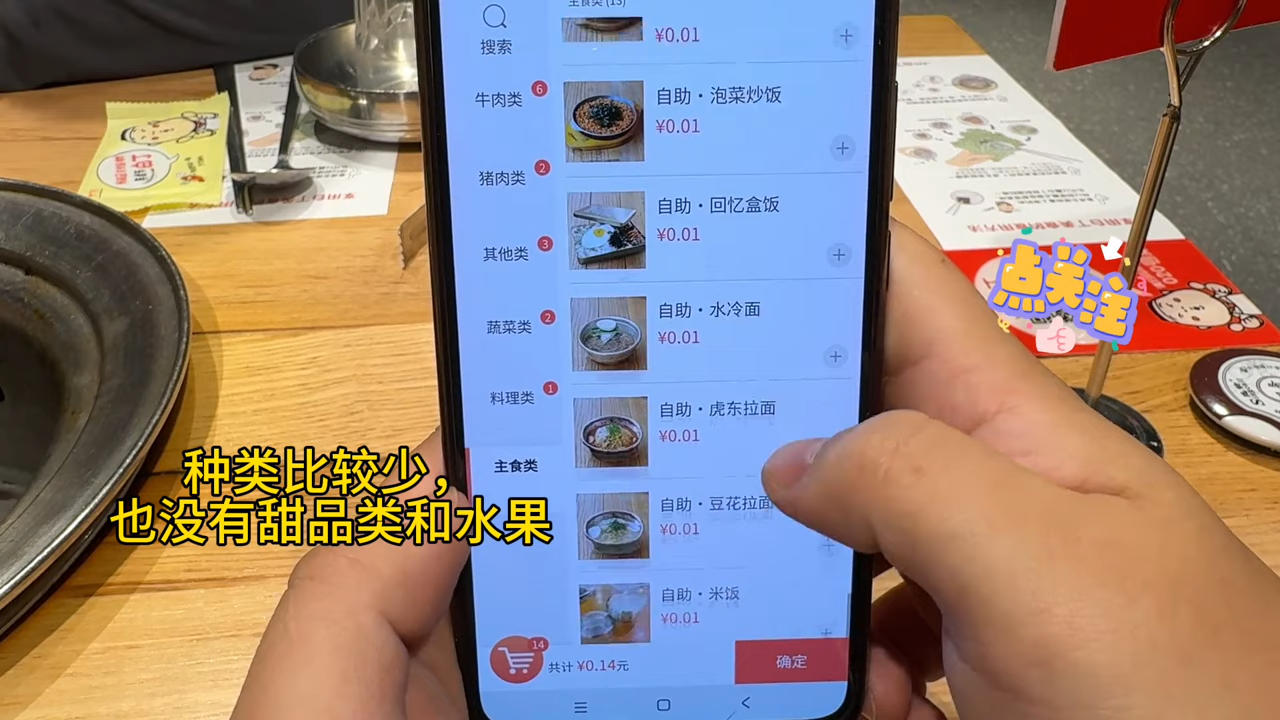 主食类 (13)
¥0.01
搜索
牛肉类
6
猪肉类
2
其他类
3
蔬菜类
2
料理类
1
主食类
自助·泡菜炒饭
¥0.01
自助·回忆盒饭
¥0.01
自助·水冷面
¥0.01
自助·虎东拉面
¥0.01
自助·豆花拉面
¥0.01
自助·米饭
¥0.01
14
共计 ¥0.14元
确定
点关注
种类比较少，
也没有甜品类和水果